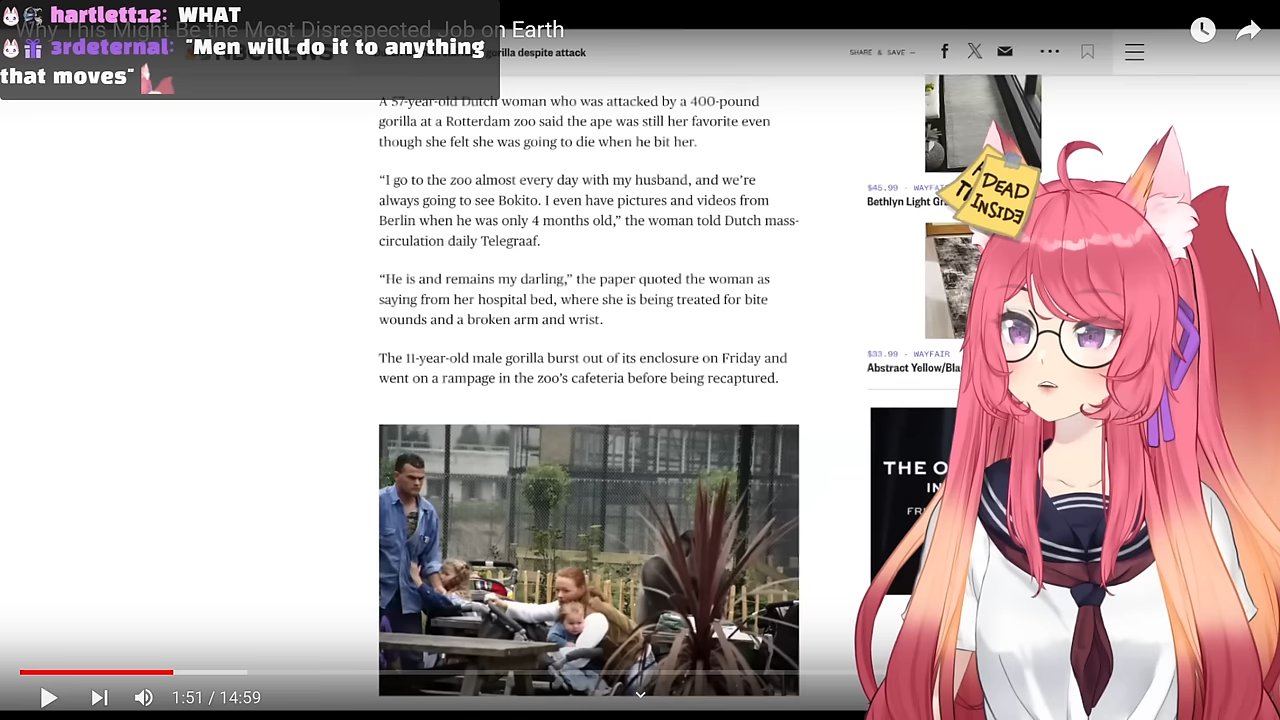 hartlett12: WHAT
Why This Might Be the Most Disrespected Job on Earth
3rdeternal: "Men will do it to anything
that moves"
NBC NEWS
gorilla despite attack
SHARE & SAVE —
A 57-year-old Dutch woman who was attacked by a 400-pound
gorilla at a Rotterdam zoo said the ape was still her favorite even
though she felt she was going to die when he bit her.
“I go to the zoo almost every day with my husband, and we’re
always going to see Bokito. I even have pictures and videos from
Berlin when he was only 4 months old,” the woman told Dutch mass-
circulation daily Telegraaf.
“He is and remains my darling,” the paper quoted the woman as
saying from her hospital bed, where she is being treated for bite
wounds and a broken arm and wrist.
The 11-year-old male gorilla burst out of its enclosure on Friday and
went on a rampage in the zoo’s cafeteria before being recaptured.
$45.99 · WAYFA
Bethlyn Light Gr
$33.99 · WAYFAIR
Abstract Yellow/Bla
THE O
IN
FR
DEAD
INSIDE
1:51 / 14:59